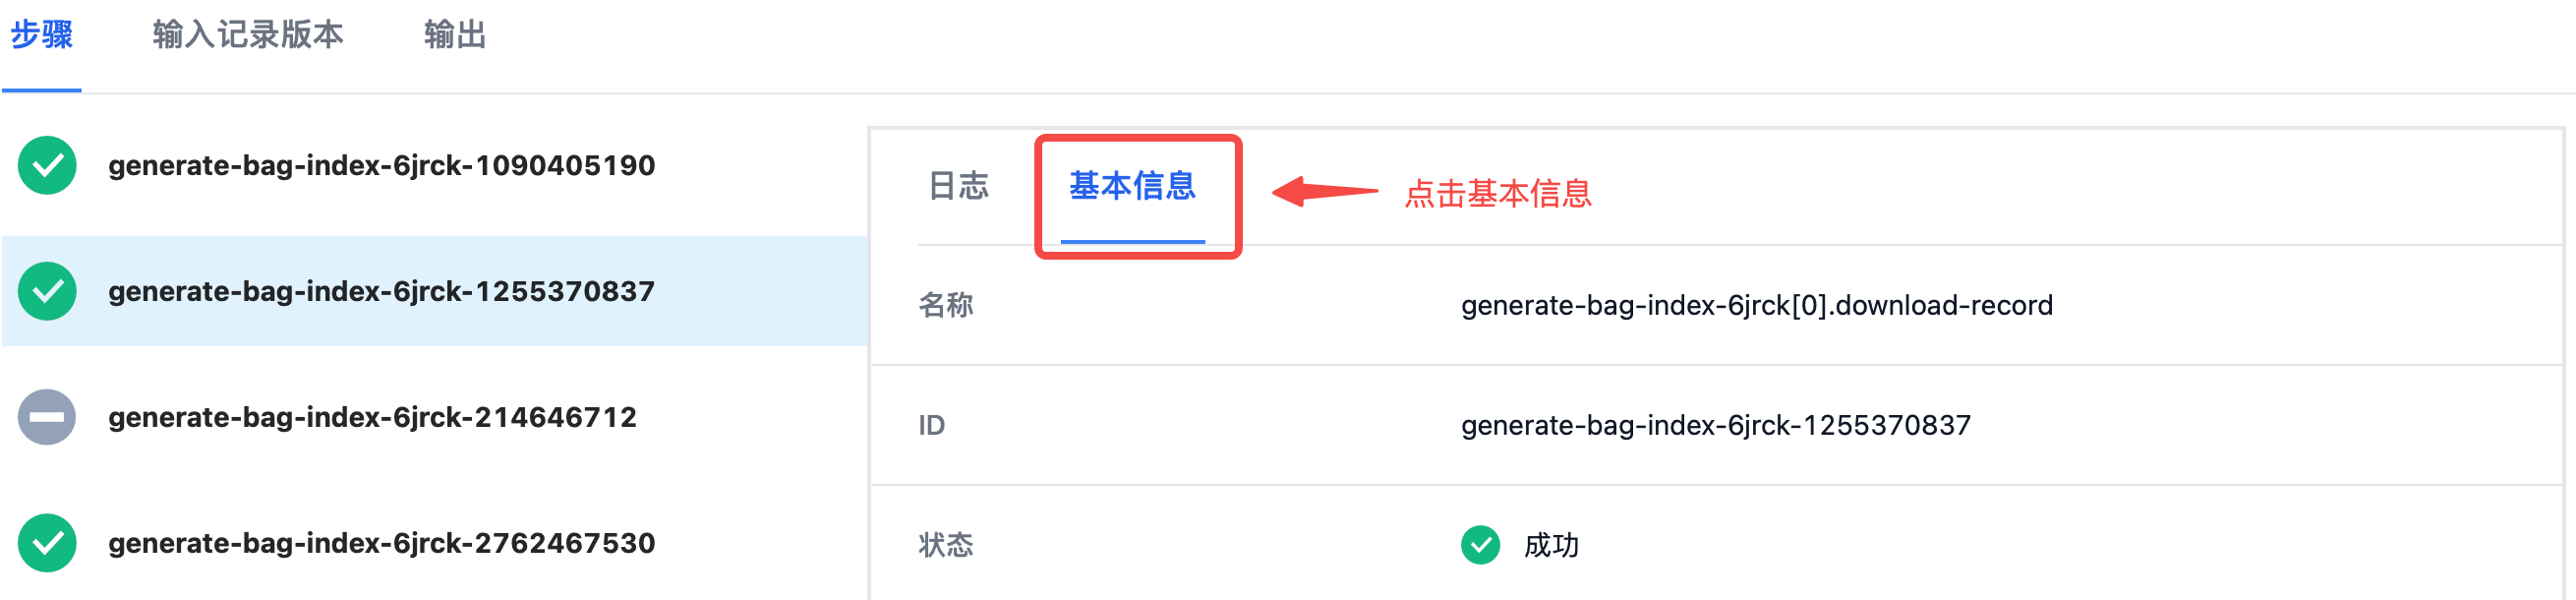 步骤 输入记录版本 输出
generate-bag-index-6jrck-1090405190
generate-bag-index-6jrck-1255370837
generate-bag-index-6jrck-214646712
generate-bag-index-6jrck-2762467530
日志 基本信息 点击基本信息
名称 generate-bag-index-6jrck[0].download-record
ID generate-bag-index-6jrck-1255370837
状态 成功